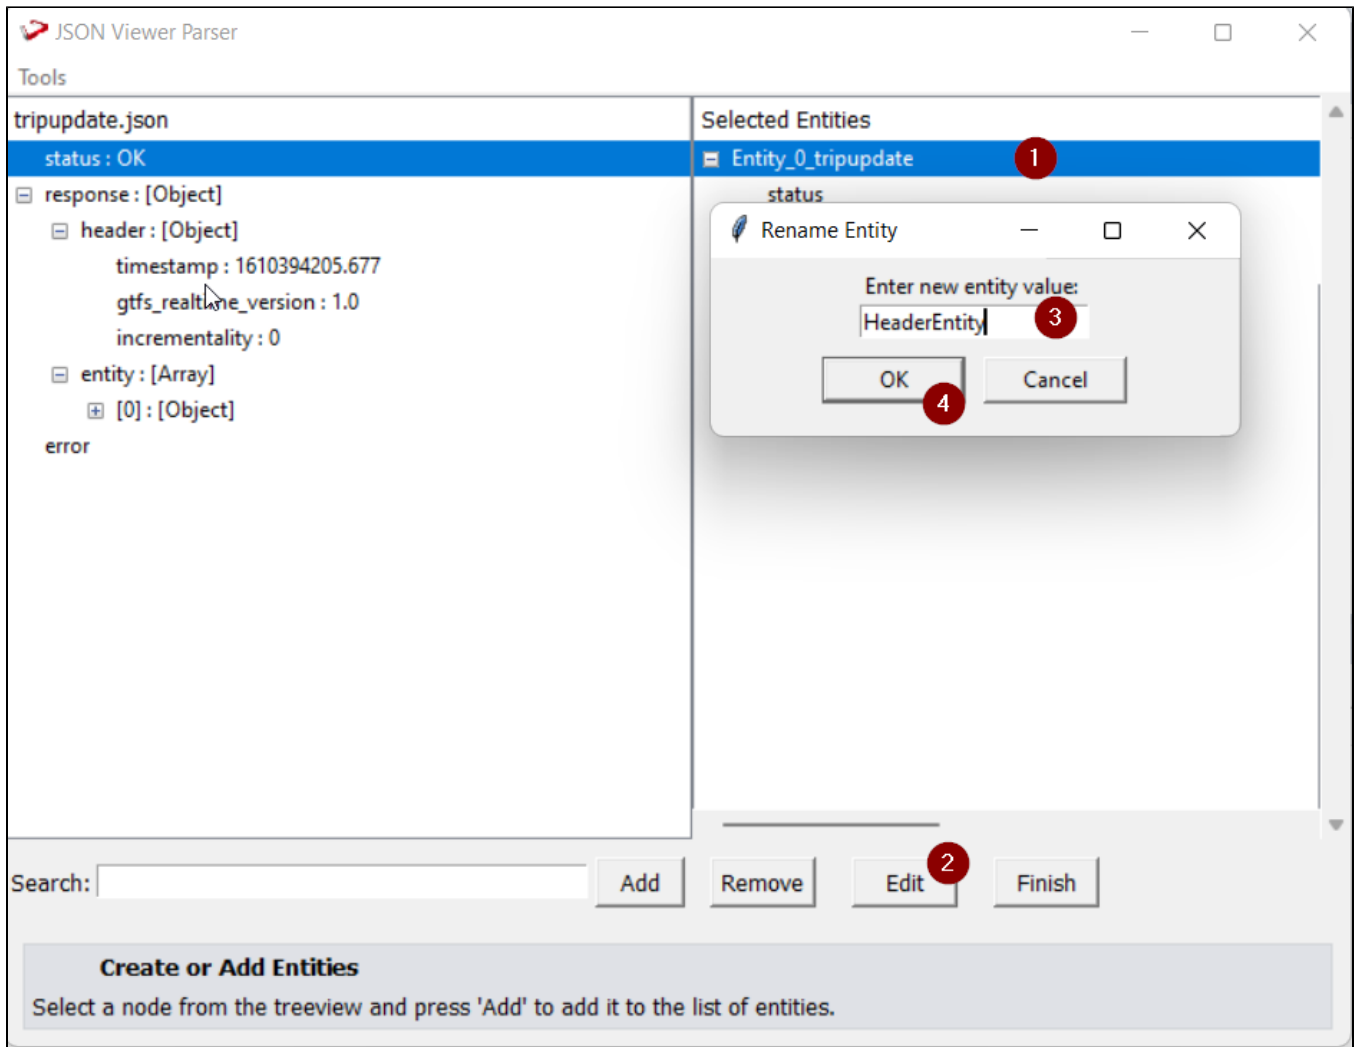 JSON Viewer Parser
Tools
tripupdate.json
status : OK
response : [Object]
header : [Object]
timestamp : 1610394205.677
gtfs_realtime_version : 1.0
incrementality : 0
entity : [Array]
[0] : [Object]
error
Selected Entities
Entity_0_tripupdate
1
status
Rename Entity
Enter new entity value:
HeaderEntity
3
OK
Cancel
4
Search:
Add
Remove
Edit
2
Finish
Create or Add Entities
Select a node from the treeview and press 'Add' to add it to the list of entities.